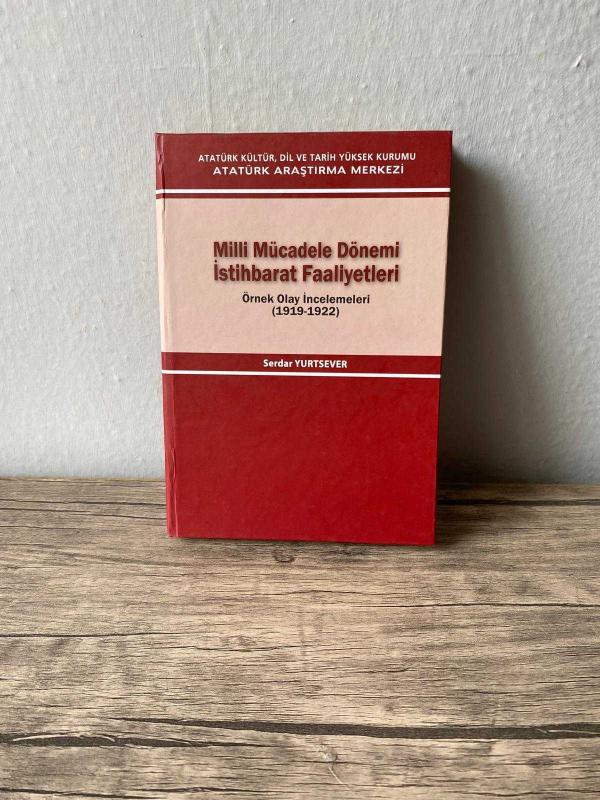 ATATÜRK KÜLTÜR, DİL VE TARİH YÜKSEK KURUMU
ATATÜRK ARAŞTIRMA MERKEZİ
Milli Mücadele Dönemi
İstihbarat Faaliyetleri
Örnek Olay İncelemeleri
(1919-1922)
Serdar YURTSEVER